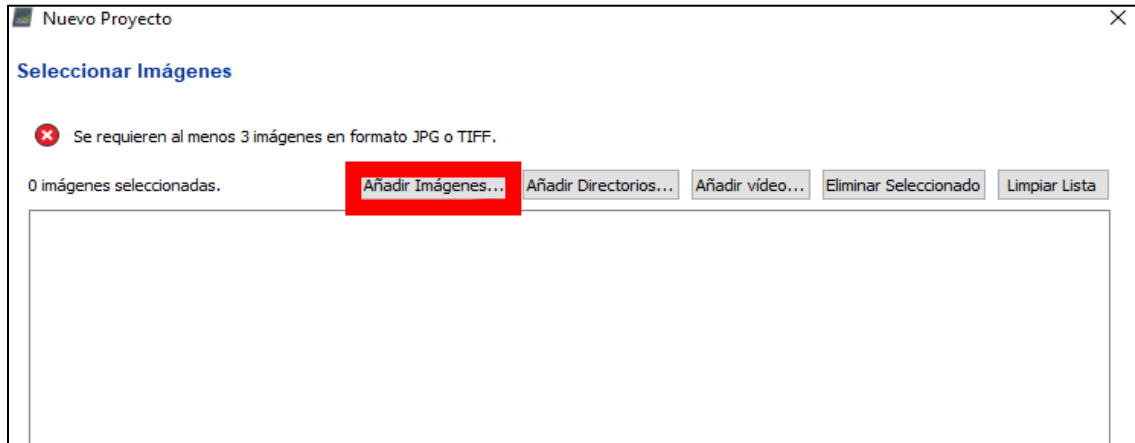 Nuevo Proyecto
Seleccionar Imágenes
Se requieren al menos 3 imágenes en formato JPG o TIFF.
0 imágenes seleccionadas. Añadir Imágenes... Añadir Directorios... Añadir vídeo... Eliminar Seleccionado Limpiar Lista